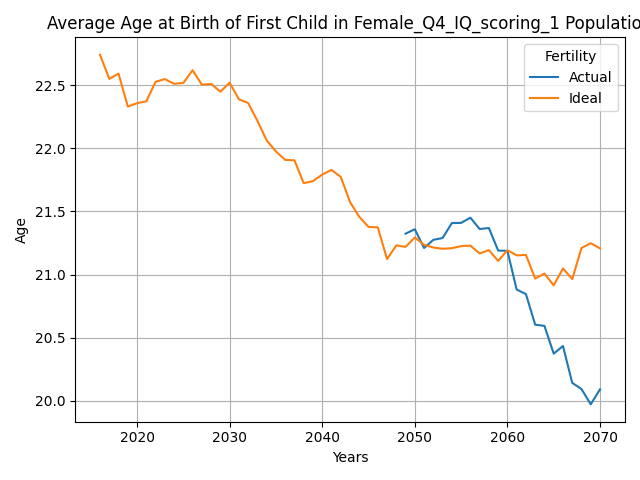 Average Age at Birth of First Child in Female_Q4_IQ_scoring_1 Populatio
Fertility
Actual
Ideal
22.5
22.0
21.5
21.0
20.5
20.0
Age
2020 2030 2040 2050 2060 2070
Years